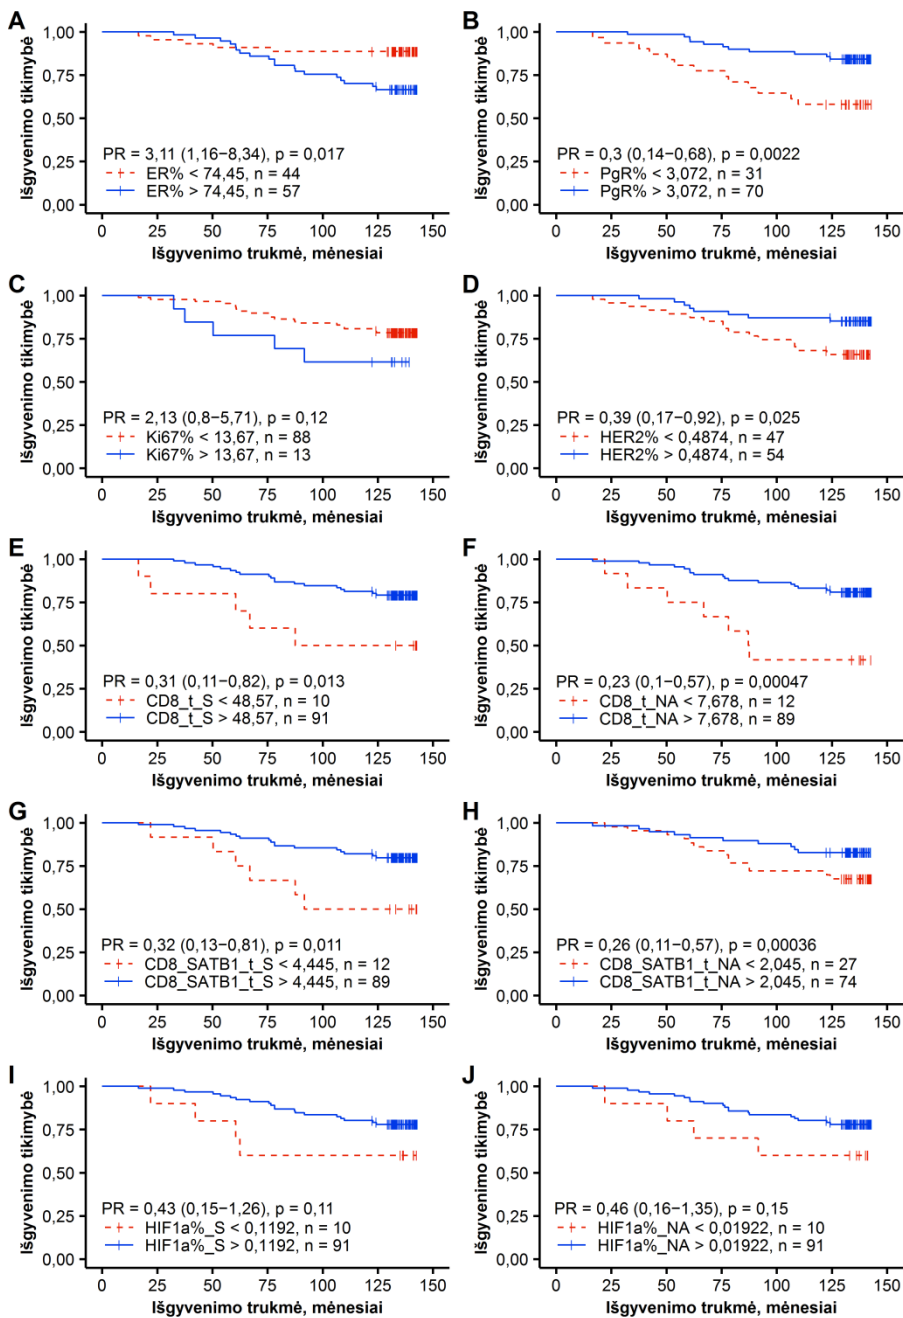 A
Išgyvenimo tikimybė
1,00
0,75
0,50
0,25
0,00
PR = 3,11 (1,16−8,34), p = 0,017
ER% < 74,45, n = 44
ER% > 74,45, n = 57
0 25 50 75 100 125 150
Išgyvenimo trukmė, mėnesiai
B
Išgyvenimo tikimybė
1,00
0,75
0,50
0,25
0,00
PR = 0,3 (0,14−0,68), p = 0,0022
PgR% < 3,072, n = 31
PgR% > 3,072, n = 70
0 25 50 75 100 125 150
Išgyvenimo trukmė, mėnesiai
C
Išgyvenimo tikimybė
1,00
0,75
0,50
0,25
0,00
PR = 2,13 (0,8−5,71), p = 0,12
Ki67% < 13,67, n = 88
Ki67% > 13,67, n = 13
0 25 50 75 100 125 150
Išgyvenimo trukmė, mėnesiai
D
Išgyvenimo tikimybė
1,00
0,75
0,50
0,25
0,00
PR = 0,39 (0,17−0,92), p = 0,025
HER2% < 0,4874, n = 47
HER2% > 0,4874, n = 54
0 25 50 75 100 125 150
Išgyvenimo trukmė, mėnesiai
E
Išgyvenimo tikimybė
1,00
0,75
0,50
0,25
0,00
PR = 0,31 (0,11−0,82), p = 0,013
CD8_t_S < 48,57, n = 10
CD8_t_S > 48,57, n = 91
0 25 50 75 100 125 150
Išgyvenimo trukmė, mėnesiai
F
Išgyvenimo tikimybė
1,00
0,75
0,50
0,25
0,00
PR = 0,23 (0,1−0,57), p = 0,00047
CD8_t_NA < 7,678, n = 12
CD8_t_NA > 7,678, n = 89
0 25 50 75 100 125 150
Išgyvenimo trukmė, mėnesiai
G
Išgyvenimo tikimybė
1,00
0,75
0,50
0,25
0,00
PR = 0,32 (0,13−0,81), p = 0,011
CD8_SATB1_t_S < 4,445, n = 12
CD8_SATB1_t_S > 4,445, n = 89
0 25 50 75 100 125 150
Išgyvenimo trukmė, mėnesiai
H
Išgyvenimo tikimybė
1,00
0,75
0,50
0,25
0,00
PR = 0,26 (0,11−0,57), p = 0,00036
CD8_SATB1_t_NA < 2,045, n = 27
CD8_SATB1_t_NA > 2,045, n = 74
0 25 50 75 100 125 150
Išgyvenimo trukmė, mėnesiai
I
Išgyvenimo tikimybė
1,00
0,75
0,50
0,25
0,00
PR = 0,43 (0,15−1,26), p = 0,11
HIF1a%_S < 0,1192, n = 10
HIF1a%_S > 0,1192, n = 91
0 25 50 75 100 125 150
Išgyvenimo trukmė, mėnesiai
J
Išgyvenimo tikimybė
1,00
0,75
0,50
0,25
0,00
PR = 0,46 (0,16−1,35), p = 0,15
HIF1a%_NA < 0,01922, n = 10
HIF1a%_NA > 0,01922, n = 91
0 25 50 75 100 125 150
Išgyvenimo trukmė, mėnesiai